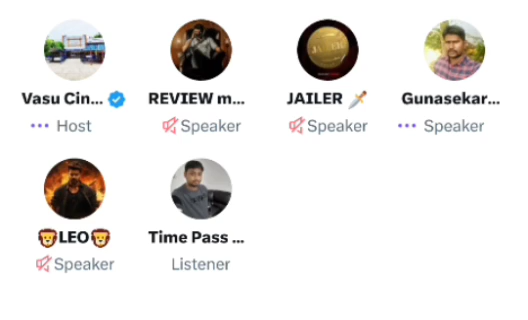 Vasu Cin...
REVIEW m...
JAILER 🗡️
Gunasekar...
Host
Speaker
Speaker
Speaker
🦁LEO🦁
Time Pass ...
Speaker
Listener